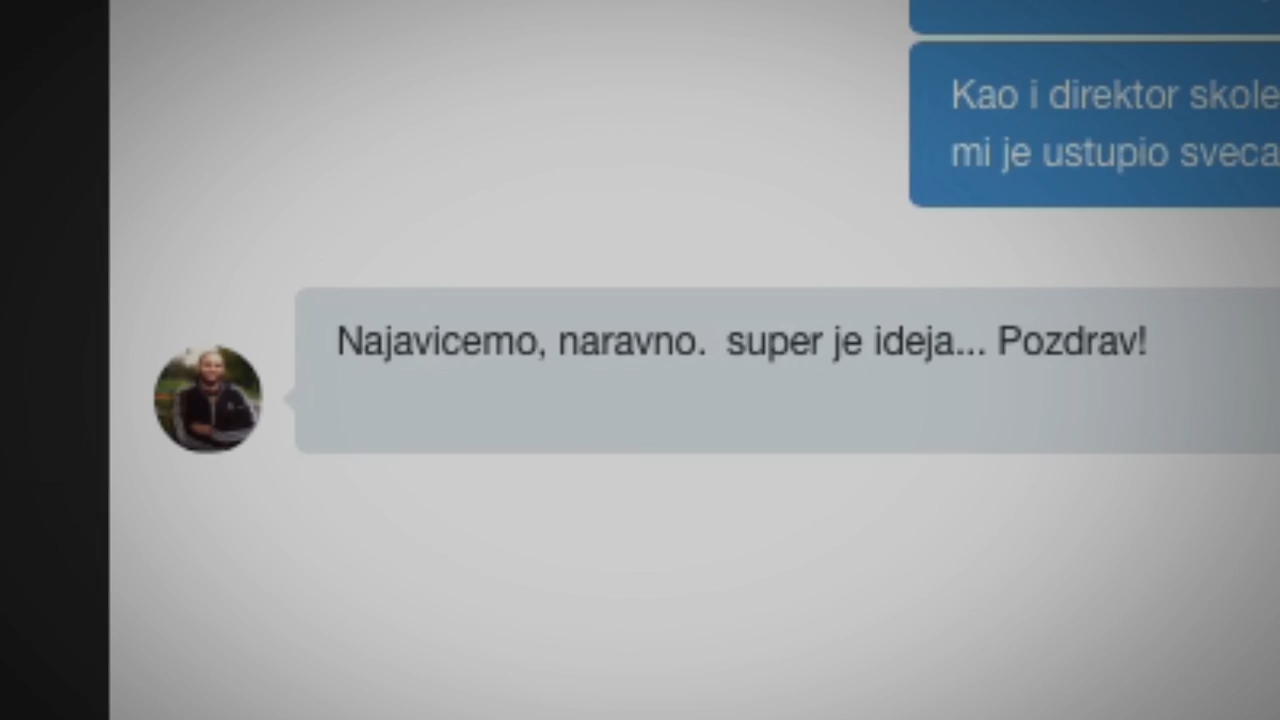 Kao i direktor skole
mi je ustupio sveca
Najavicemo, naravno.  super je ideja... Pozdrav!